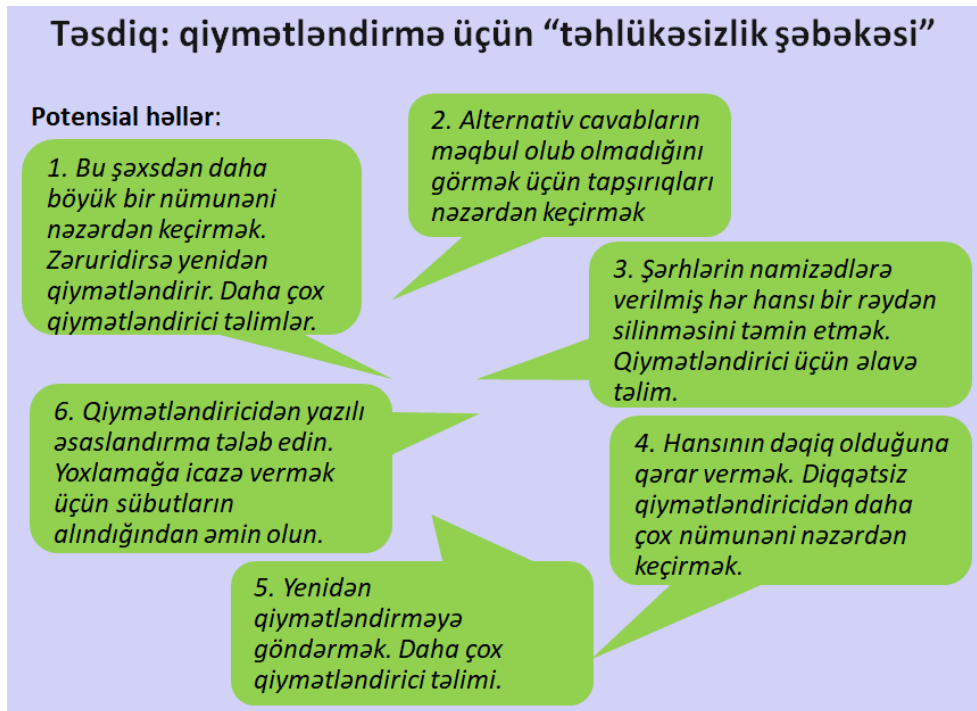 Təsdiq: qiymətləndirmə üçün “təhlükəsizlik şəbəkəsi”
Potensial həllər:
1. Bu şəxsdən daha
böyük bir nümunəni
nəzərdən keçirmək.
Zəruridirsə yenidən
qiymətləndirir. Daha çox
qiymətləndirici təlimlər.
2. Alternativ cavabların
məqbul olub olmadığını
görmək üçün tapşırıqları
nəzərdən keçirmək
3. Şərhlərin namizədlərə
verilmiş hər hansı bir rəydən
silinməsini təmin etmək.
Qiymətləndirici üçün əlavə
təlim.
4. Hansının dəqiq olduğuna
qərar vermək. Diqqətsiz
qiymətləndiricidən daha
çox nümunəni nəzərdən
keçirmək.
5. Yenidən
qiymətləndirməyə
göndərmək. Daha çox
qiymətləndirici təlimi.
6. Qiymətləndiricidən yazılı
əsaslandırma tələb edin.
Yoxlamağa icazə vermək
üçün sübutların
alındığından əmin olun.